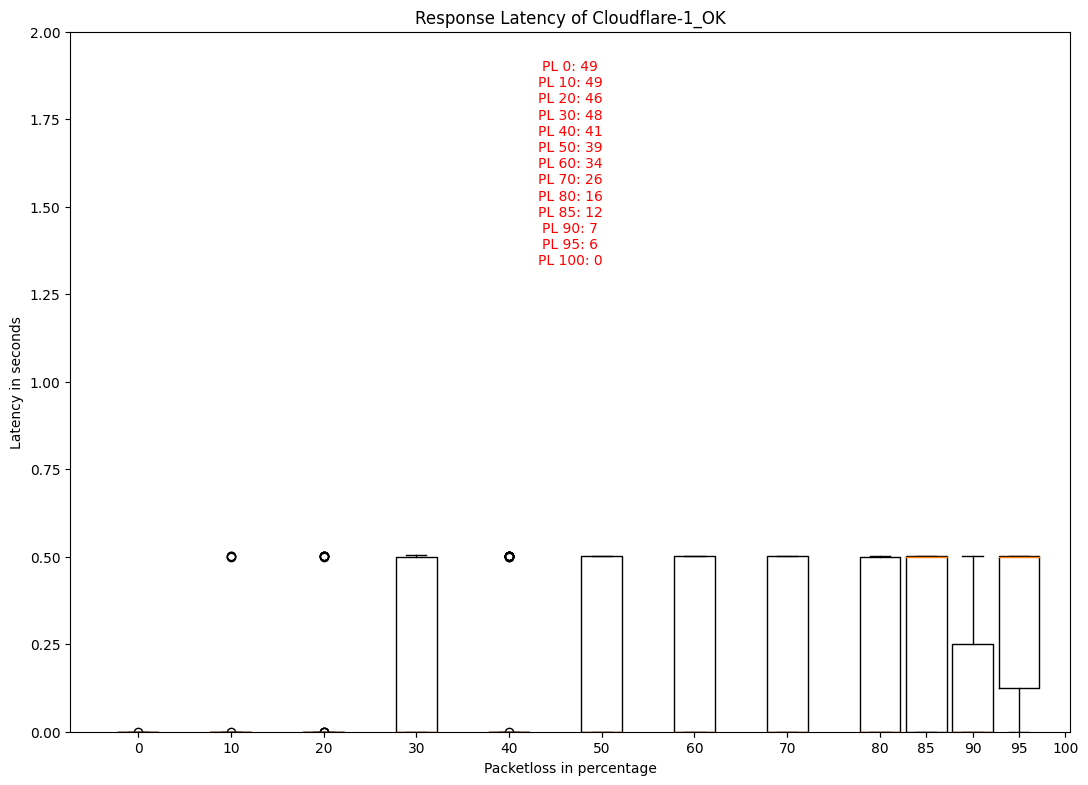 Response Latency of Cloudflare-1_OK
2.00
1.75
1.50
1.25
1.00
0.75
0.50
0.25
0.00
Latency in seconds
PL 0: 49
PL 10: 49
PL 20: 46
PL 30: 48
PL 40: 41
PL 50: 39
PL 60: 34
PL 70: 26
PL 80: 16
PL 85: 12
PL 90: 7
PL 95: 6
PL 100: 0
0 10 20 30 40 50 60 70 80 85 90 95 100
Packetloss in percentage